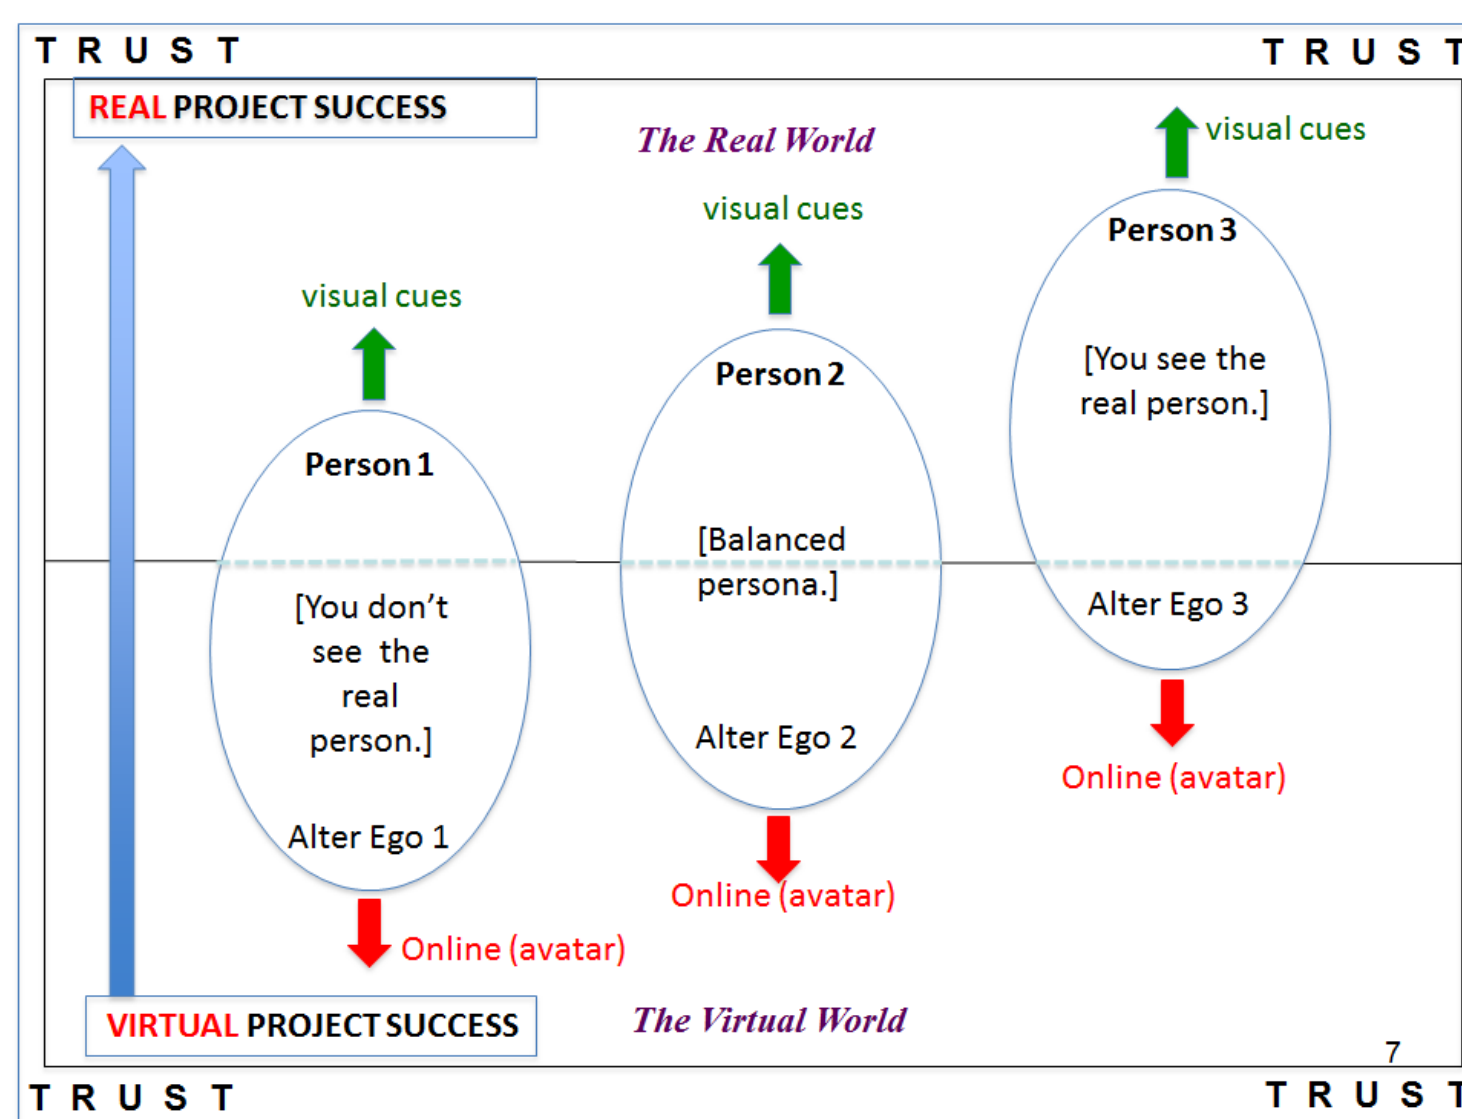 T R U S T
T R U S T
REAL PROJECT SUCCESS
The Real World
visual cues
visual cues
visual cues
Person 3
Person 2
Person 1
[You see the
real person.]
[Balanced
persona.]
[You don’t
see the
real
person.]
Alter Ego 3
Alter Ego 2
Alter Ego 1
Online (avatar)
Online (avatar)
Online (avatar)
VIRTUAL PROJECT SUCCESS
The Virtual World
7
T R U S T
T R U S T